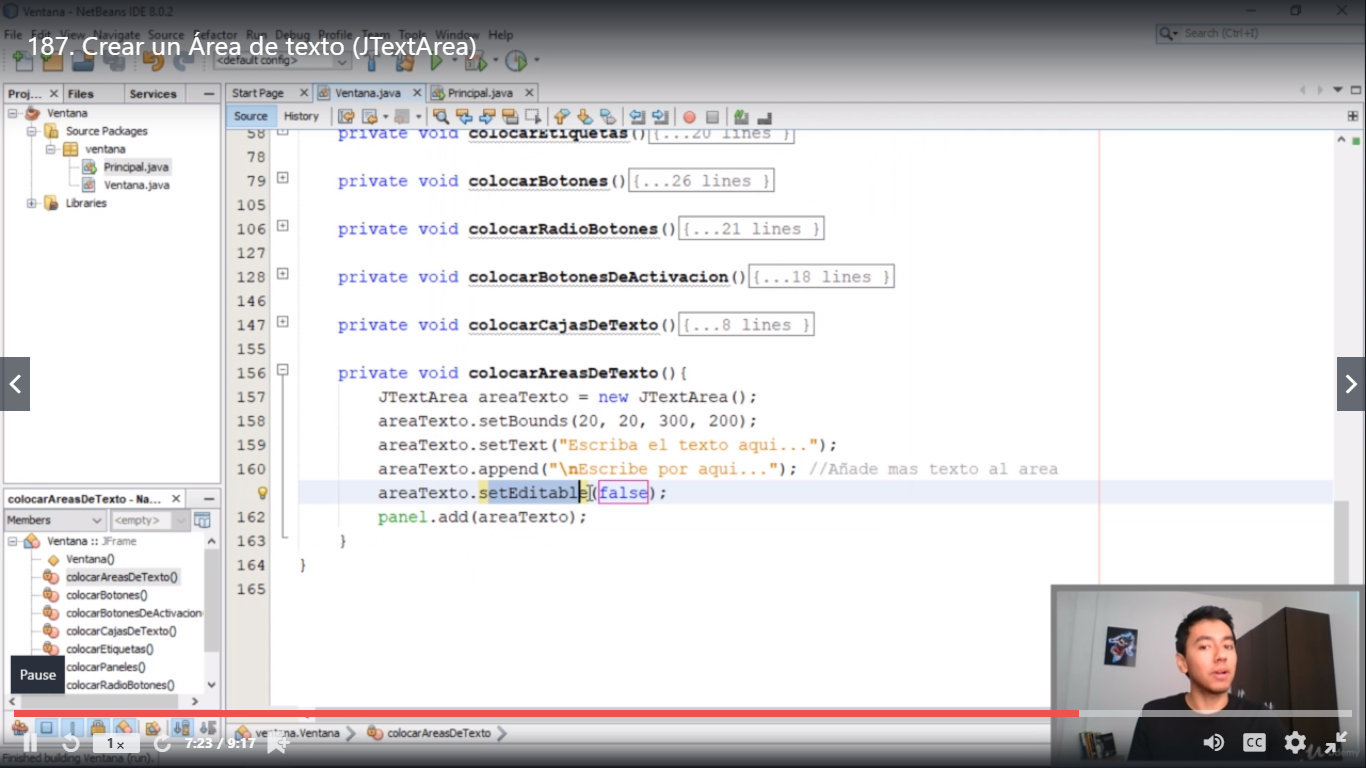 Ventana - NetBeans IDE 8.0.2
File Edit View Navigate Source Refactor Run Debug Profile Team Tools Window Help
187. Crear un Área de texto (JTextArea)
Search (Ctrl+I)
<default config>
Proj... Files Services
Start Page Ventana.java Principal.java
Source History
Ventana
Source Packages
ventana
Principal.java
Ventana.java
Libraries
58 private void colocarEtiquetas(){...20 lines }
78
79 private void colocarBotones(){...26 lines }
105
106 private void colocarRadioBotones(){...21 lines }
127
128 private void colocarBotonesDeActivacion(){...18 lines }
146
147 private void colocarCajasDeTexto(){...8 lines }
155
156 private void colocarAreasDeTexto(){
157 JTextArea areaTexto = new JTextArea();
158 areaTexto.setBounds(20, 20, 300, 200);
159 areaTexto.setText("Escriba el texto aqui...");
160 areaTexto.append("\nEscribe por aqui..."); //Añade mas texto al area
areaTexto.setEditable(false);
162 panel.add(areaTexto);
163 }
164 }
165
colocarAreasDeTexto - Na...
Members <empty>
Ventana :: JFrame
Ventana()
colocarAreasDeTexto()
colocarBotones()
colocarBotonesDeActivacion
colocarCajasDeTexto()
colocarEtiquetas()
colocarPaneles()
colocarRadioBotones()
Pause
ventana.Ventana colocarAreasDeTexto
1x 7:23 / 9:17 CC
Finished building Ventana (run).